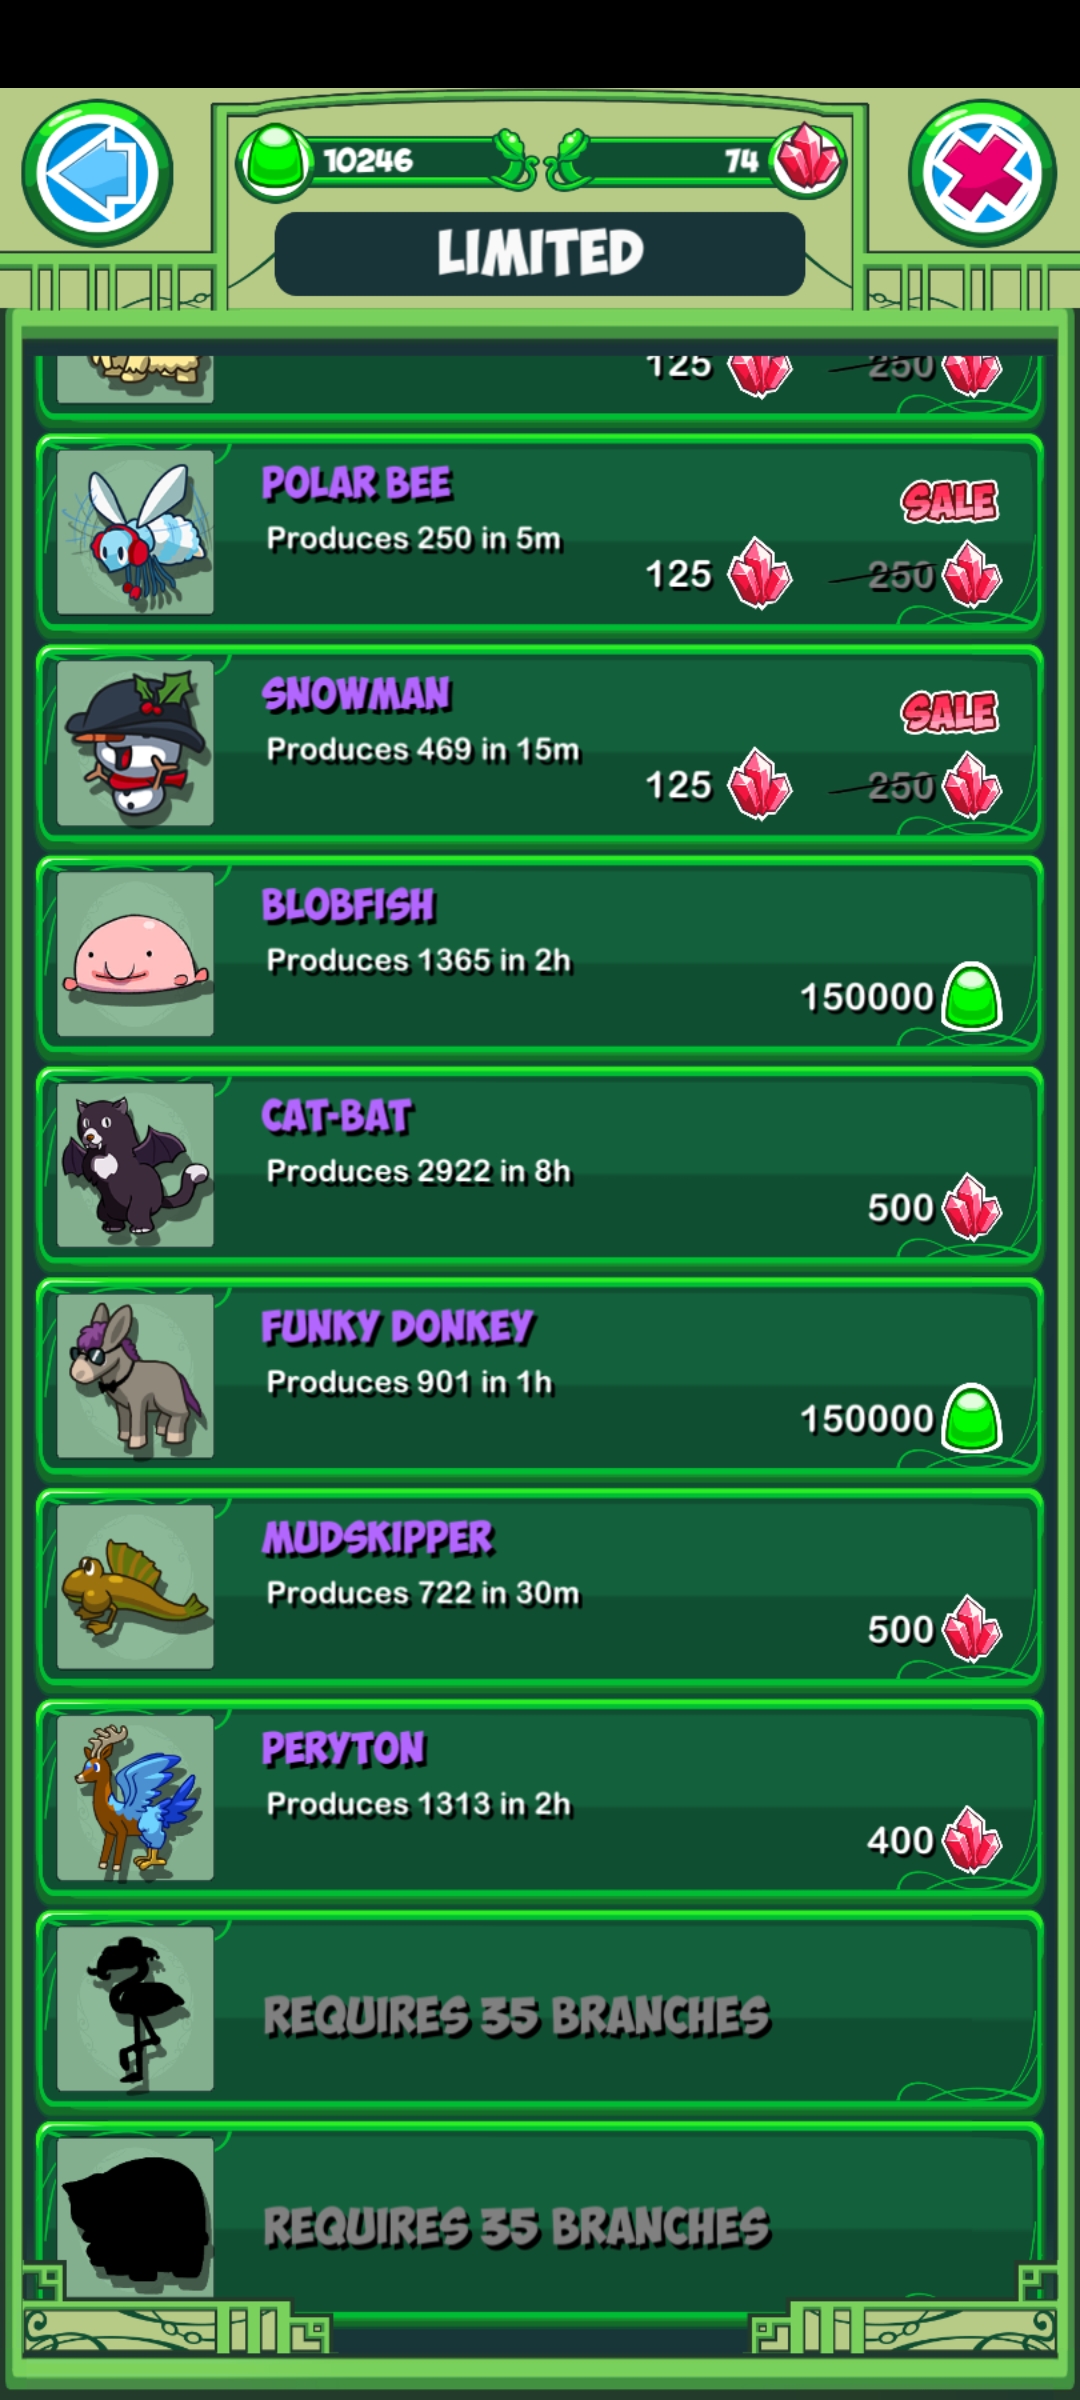 10246
74
LIMITED
125 250
POLAR BEE
Produces 250 in 5m
SALE
125 250
SNOWMAN
Produces 469 in 15m
SALE
125 250
BLOBFISH
Produces 1365 in 2h
150000
CAT-BAT
Produces 2922 in 8h
500
FUNKY DONKEY
Produces 901 in 1h
150000
MUDSKIPPER
Produces 722 in 30m
500
PERYTON
Produces 1313 in 2h
400
REQUIRES 35 BRANCHES
REQUIRES 35 BRANCHES